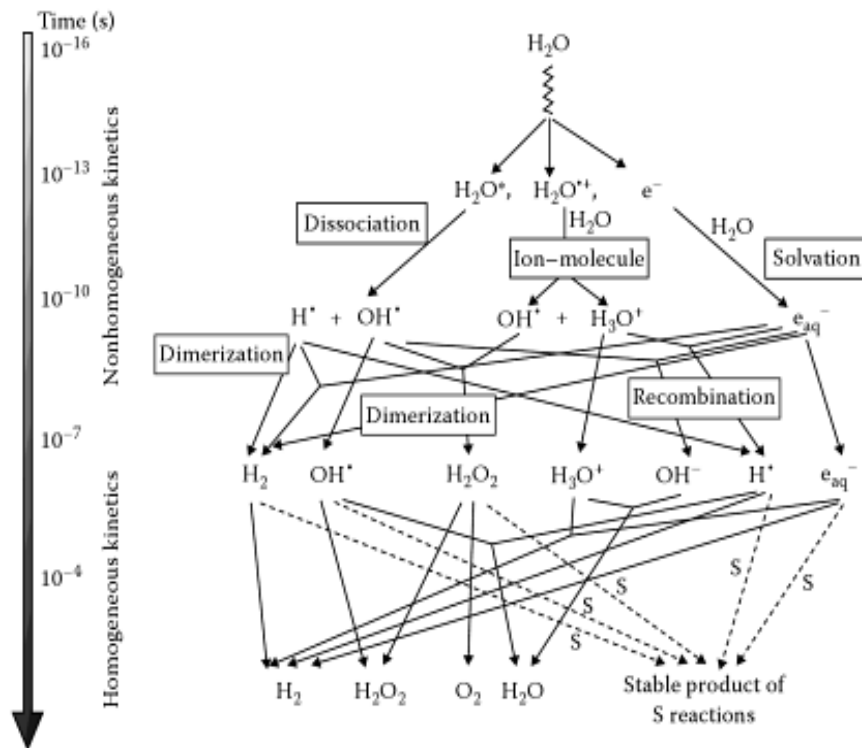 Time (s)
10⁻¹⁶
H₂O
10⁻¹³
H₂O*, H₂O•⁺, e⁻
H₂O
H₂O
Dissociation
Ion–molecule
Solvation
10⁻¹⁰
H• + OH•
OH• + H₃O⁺
eaq⁻
Nonhomogeneous kinetics
Dimerization
Dimerization
Recombination
10⁻⁷
H₂ OH• H₂O₂ H₃O⁺ OH⁻ H• eaq⁻
Homogeneous kinetics
10⁻⁴
S
S
S
S
S
H₂ H₂O₂ O₂ H₂O
Stable product of
S reactions